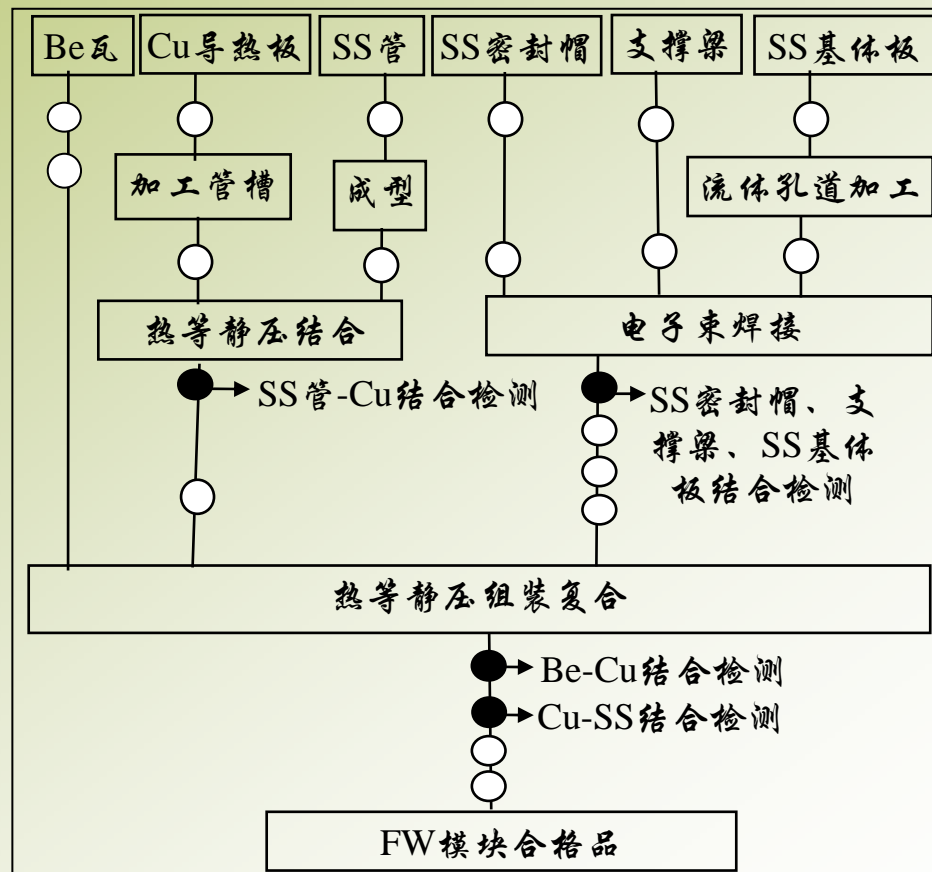 Be瓦
Cu导热板
SS管
SS密封帽
支撑梁
SS基体板
加工管槽
成型
流体孔道加工
热等静压结合
电子束焊接
SS管-Cu结合检测
SS密封帽、支
撑梁、SS基体
板结合检测
热等静压组装复合
Be-Cu结合检测
Cu-SS结合检测
FW模块合格品